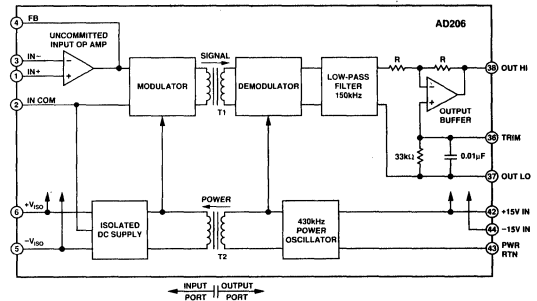 AD206
4 FB
UNCOMMITTED
INPUT OP AMP
3 IN−
1 IN+
2 IN COM
−
+
MODULATOR
SIGNAL
T1
DEMODULATOR
LOW-PASS
FILTER
150kHz
R
R
−
+
OUTPUT
BUFFER
38 OUT HI
36 TRIM
33kΩ
0.01μF
37 OUT LO
6 +VISO
5 −VISO
ISOLATED
DC SUPPLY
POWER
T2
430kHz
POWER
OSCILLATOR
42 +15V IN
44 −15V IN
43 PWR
RTN
INPUT OUTPUT
PORT PORT